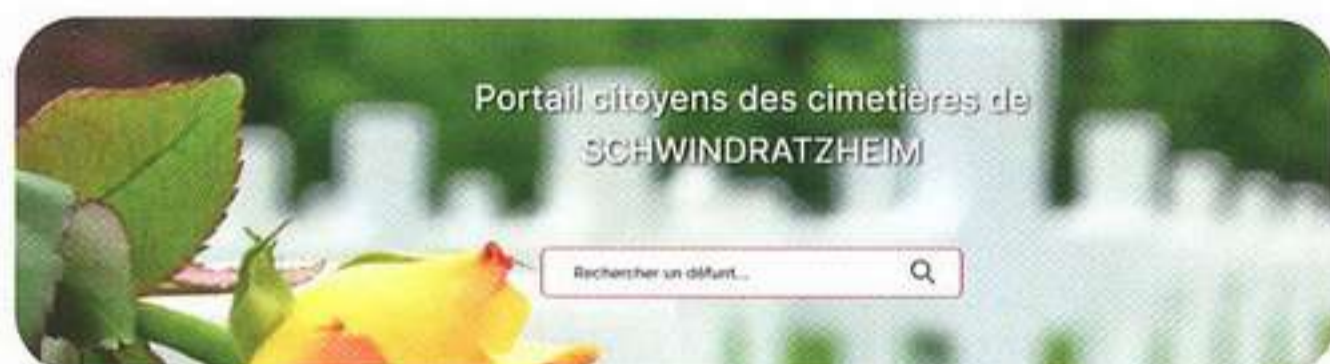 Portail citoyens des cimetières de
SCHWINDRATZHEIM
Rechercher un défunt...